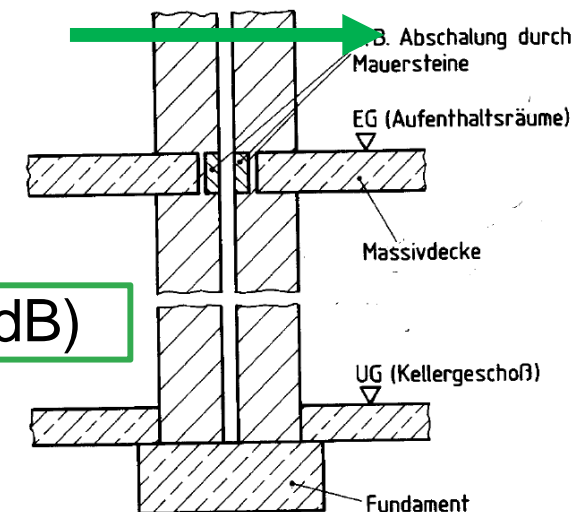 B. Abschalung durch
Mauersteine
EG (Aufenthaltsräume)
Massivdecke
dB)
UG (Kellergeschoß)
Fundament